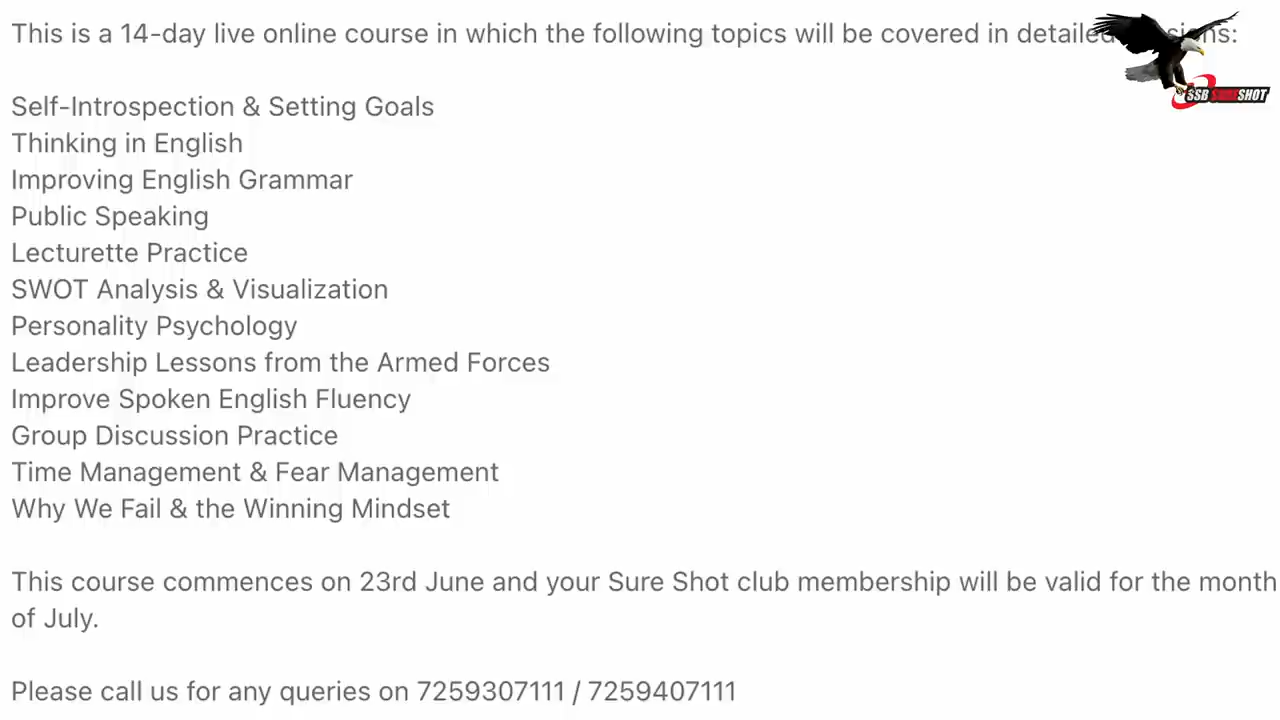 This is a 14-day live online course in which the following topics will be covered in detailed
Self-Introspection & Setting Goals
Thinking in English
Improving English Grammar
Public Speaking
Lecturette Practice
SWOT Analysis & Visualization
Personality Psychology
Leadership Lessons from the Armed Forces
Improve Spoken English Fluency
Group Discussion Practice
Time Management & Fear Management
Why We Fail & the Winning Mindset
This course commences on 23rd June and your Sure Shot club membership will be valid for the month
of July.
Please call us for any queries on 7259307111 / 7259407111
SSB SURESHOT